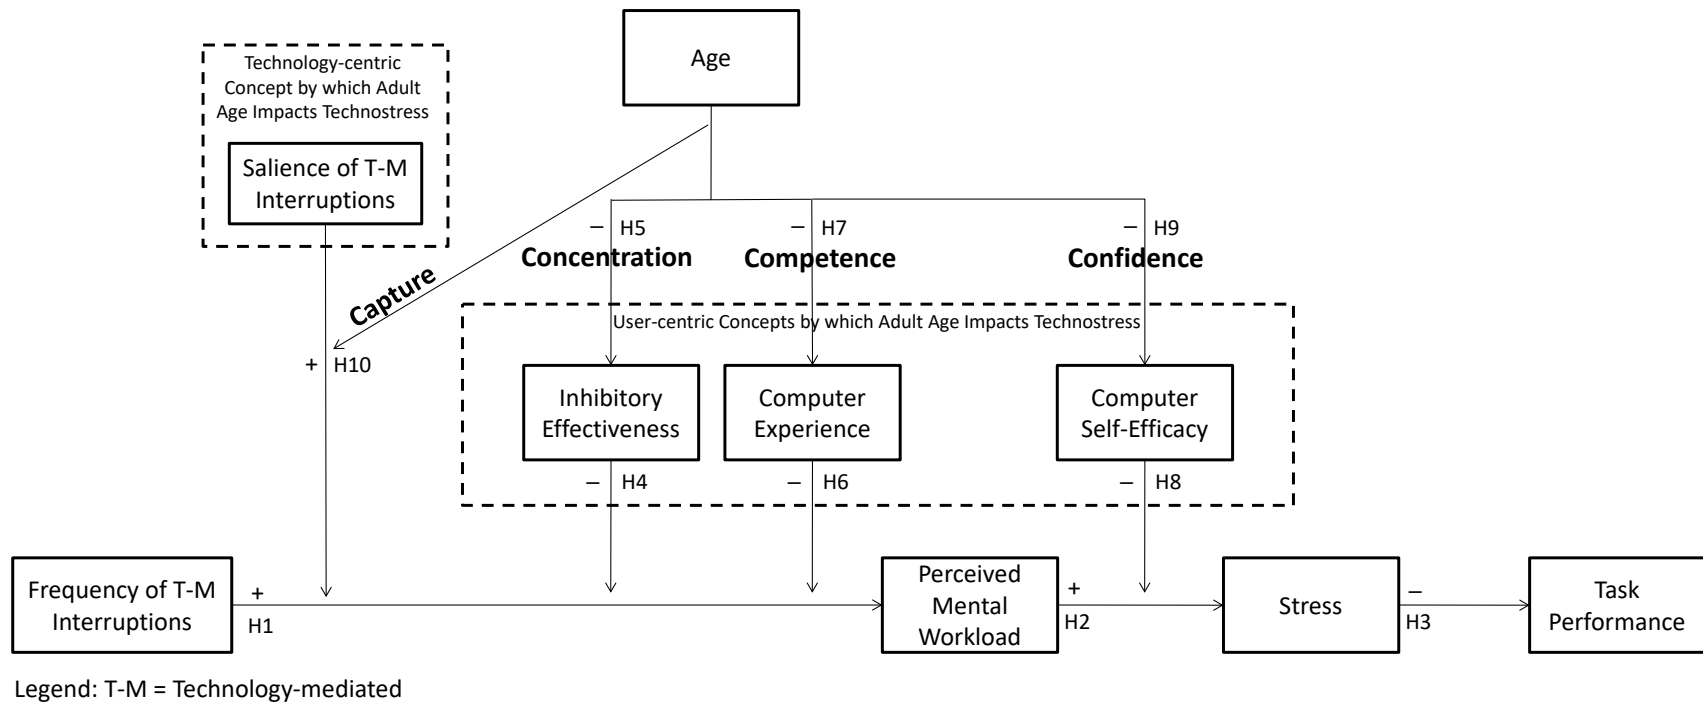 Age
Technology-centric
Concept by which Adult
Age Impacts Technostress
Salience of T-M
Interruptions
– H5
– H7
– H9
Concentration
Competence
Confidence
Capture
User-centric Concepts by which Adult Age Impacts Technostress
+ H10
Inhibitory
Effectiveness
Computer
Experience
Computer
Self-Efficacy
– H4
– H6
– H8
Frequency of T-M
Interruptions
+
H1
Perceived
Mental
Workload
+
H2
Stress
–
H3
Task
Performance
Legend: T-M = Technology-mediated